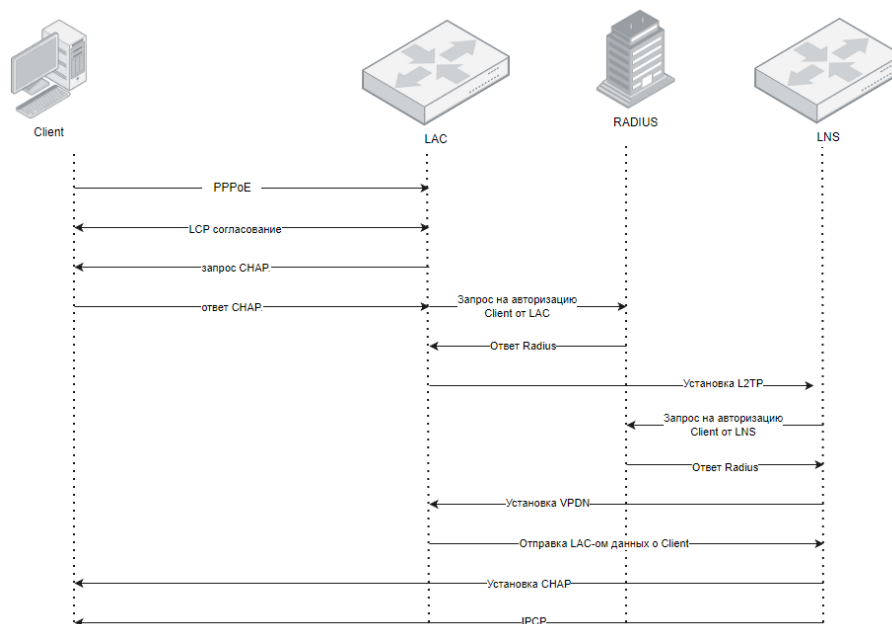 Client
LAC
RADIUS
LNS
PPPoE
LCP согласование
запрос CHAP.
ответ CHAP.
Запрос на авторизацию
Client от LAC
Ответ Radius
Установка L2TP
Запрос на авторизацию
Client от LNS
Ответ Radius
Установка VPDN
Отправка LAC-ом данных о Client
Установка CHAP
IPCP